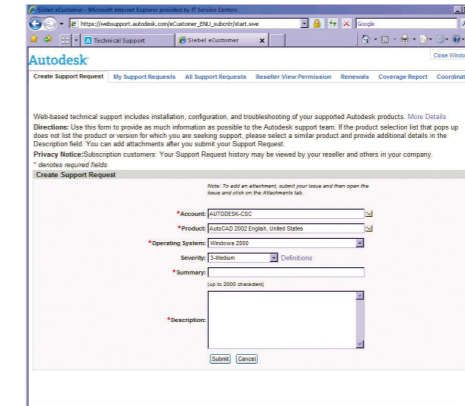 Siebel eCustomer - Microsoft Internet Explorer provided by IT Service Centers
https://websupport.autodesk.com/eCustomer_ENU_subcntr/start.swe
Google
Technical Support
Siebel eCustomer
Autodesk
Close Windo
Create Support Request My Support Requests All Support Requests Reseller View Permission Renewals Coverage Report Coordinat
Web-based technical support includes installation, configuration, and troubleshooting of your supported Autodesk products. More Details
Directions: Use this form to provide as much information as possible to the Autodesk support team. If the product selection list that pops up
does not list the product or version for which you are seeking support, please select a similar product and provide additional details in the
Description field. You can add attachments after you submit your Support Request.
Privacy Notice:Subscription customers: Your Support Request history may be viewed by your reseller and others in your company.
* denotes required fields
Create Support Request
Note: To add an attachment, submit your issue and then open the
issue and click on the Attachments tab.
*Account: AUTODESK-CSC
*Product: AutoCAD 2002 English, United States
*Operating System: Windows 2000
Severity: 3-Medium Definitions
*Summary:
(up to 2000 characters)
*Description:
Submit Cancel